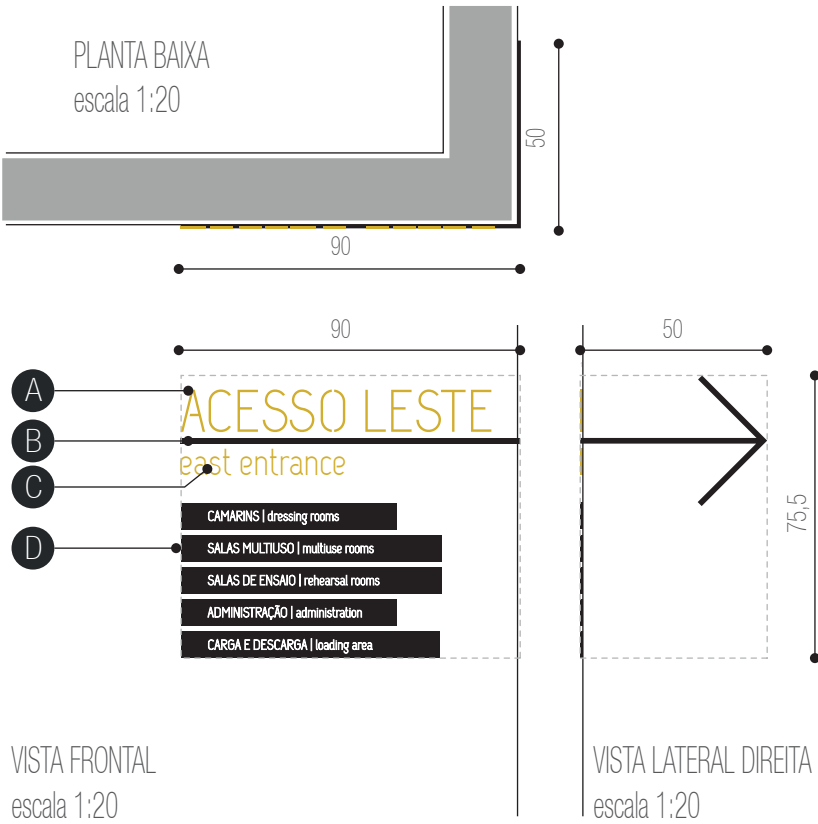 PLANTA BAIXA
escala 1:20
50
90
90
50
A
ACESSO LESTE
B
east entrance
C
75,5
CAMARINS | dressing rooms
D
SALAS MULTIUSO | multiuse rooms
SALAS DE ENSAIO | rehearsal rooms
ADMINISTRAÇÃO | administration
CARGA E DESCARGA | loading area
VISTA FRONTAL
escala 1:20
VISTA LATERAL DIREITA
escala 1:20